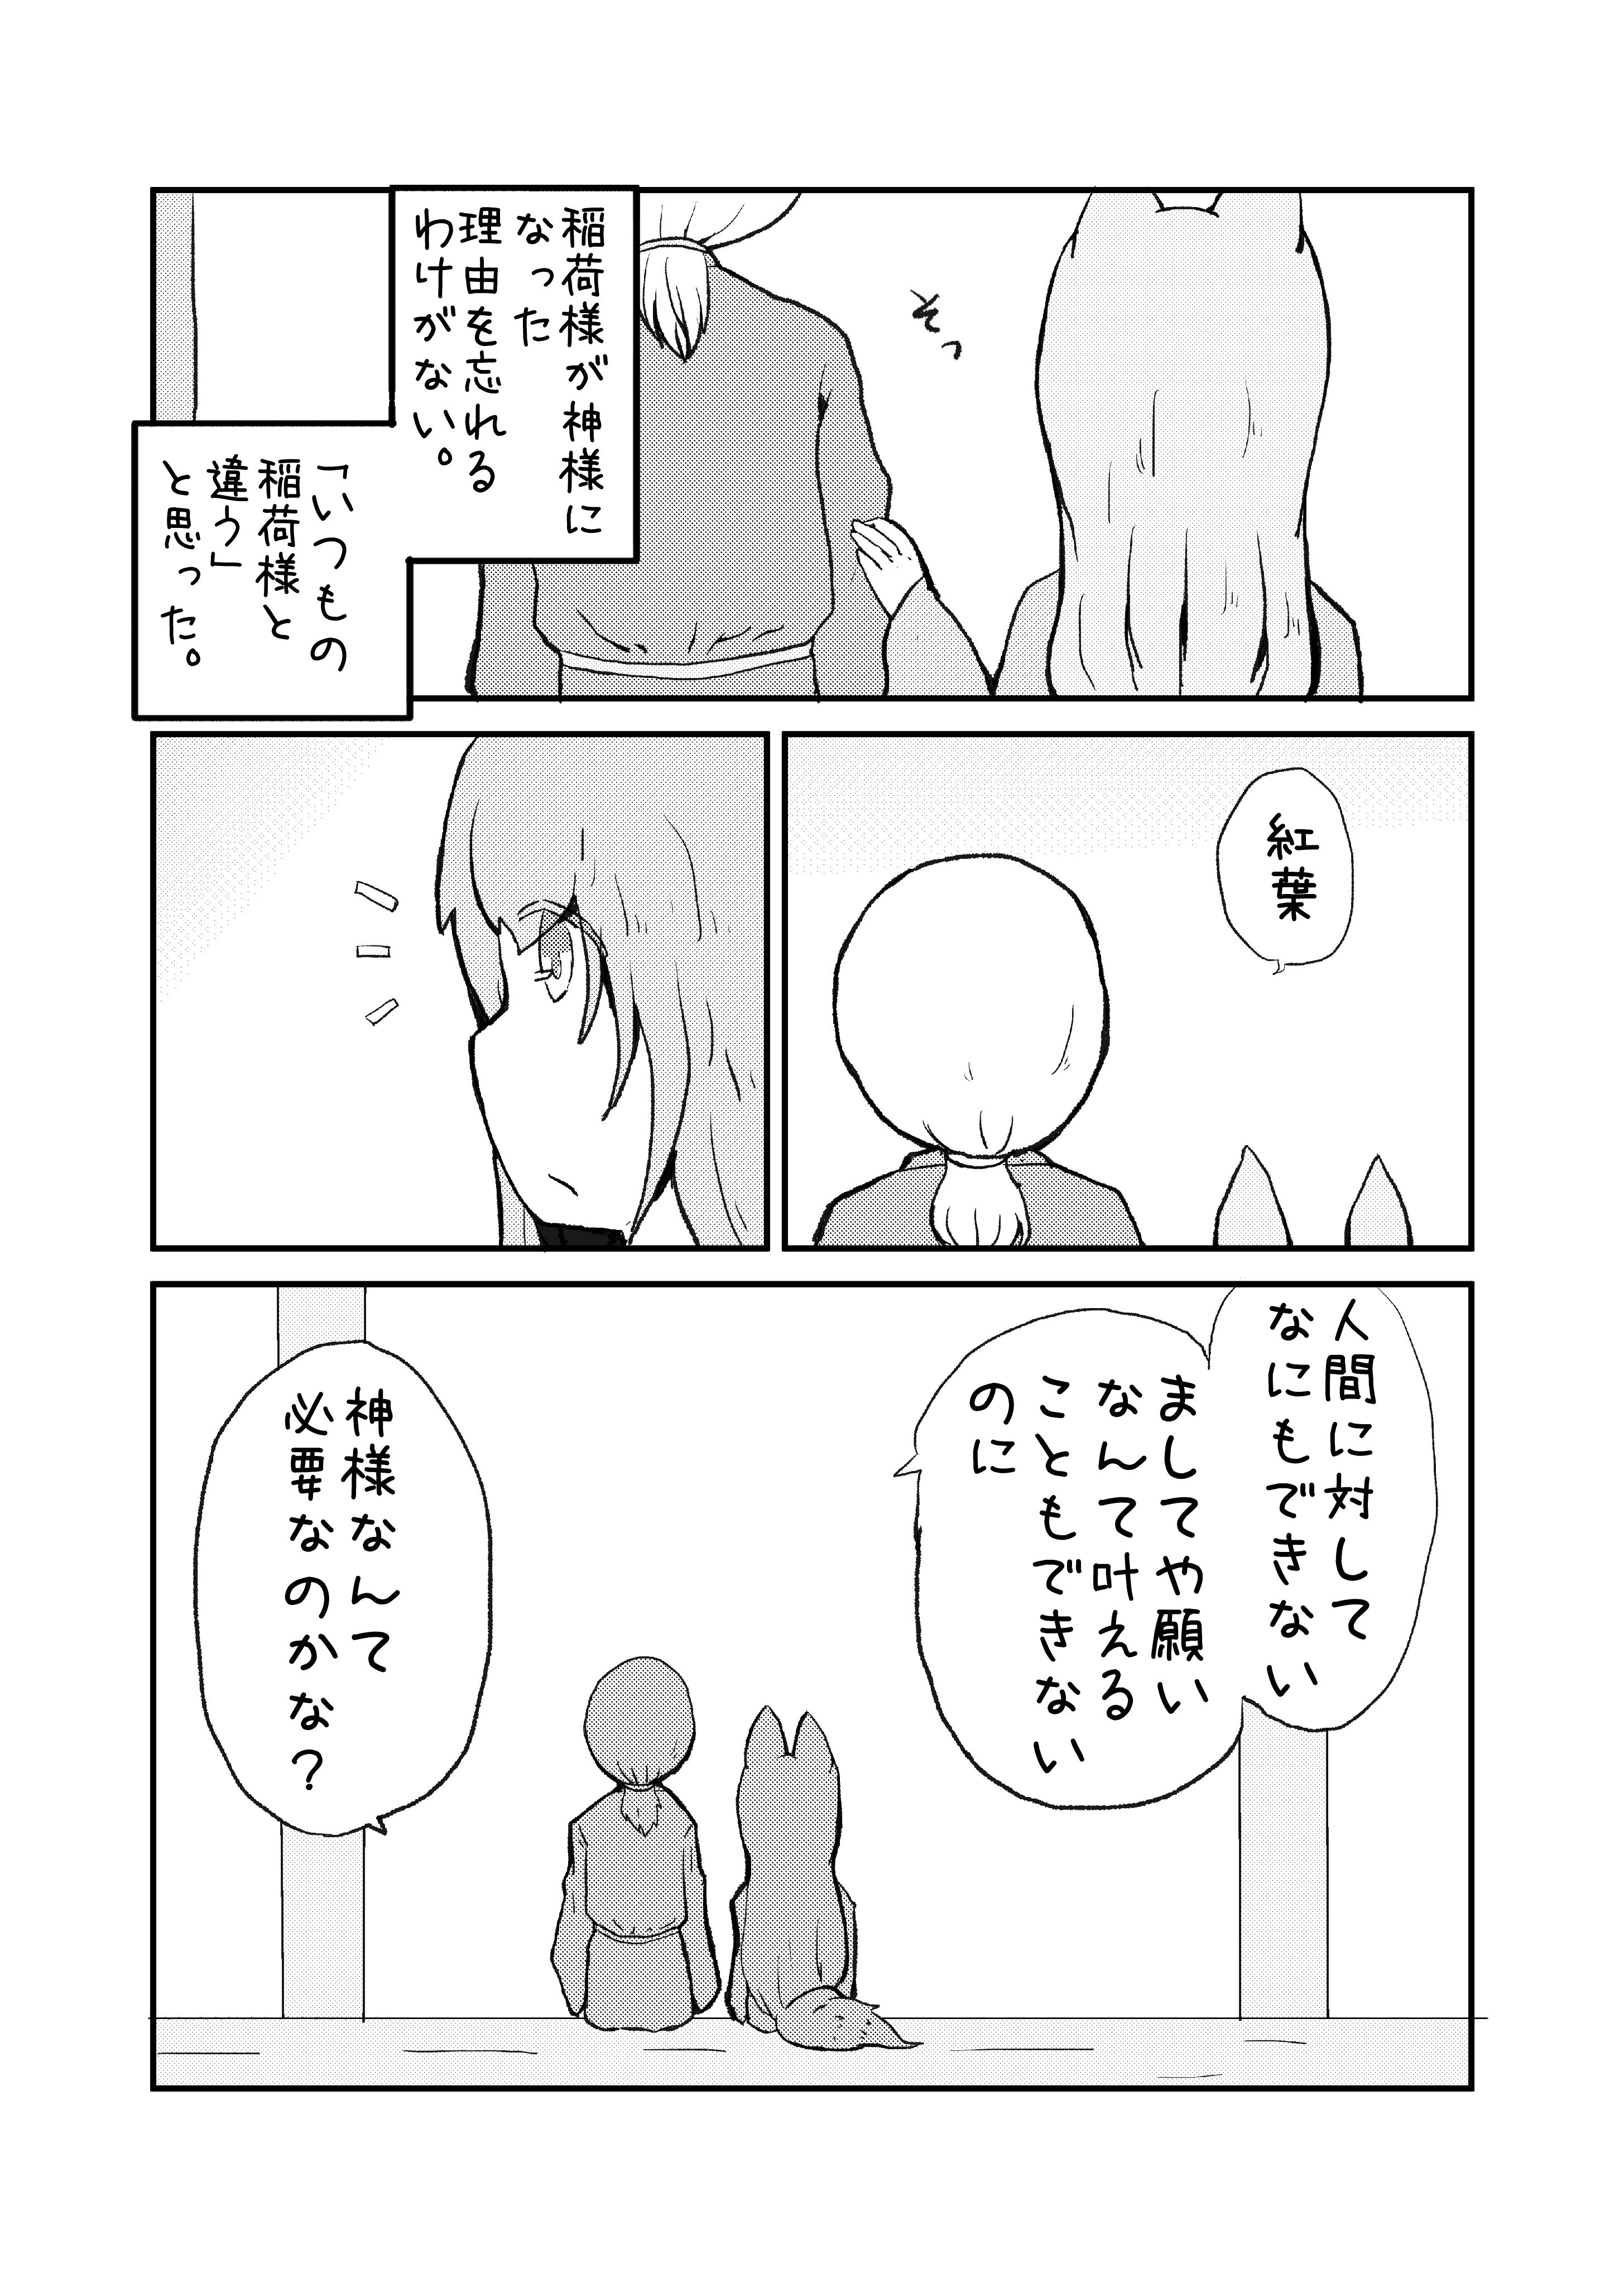 そっ
稲荷様が神様に
なった
理由を忘れる
わけがない。
「いつもの
稲荷様と
違う」
と思った。
紅葉
人間に対して
なにもできない
ましてや願い
なんて叶える
こともできない
のに
神様なんて
必要なのかな?